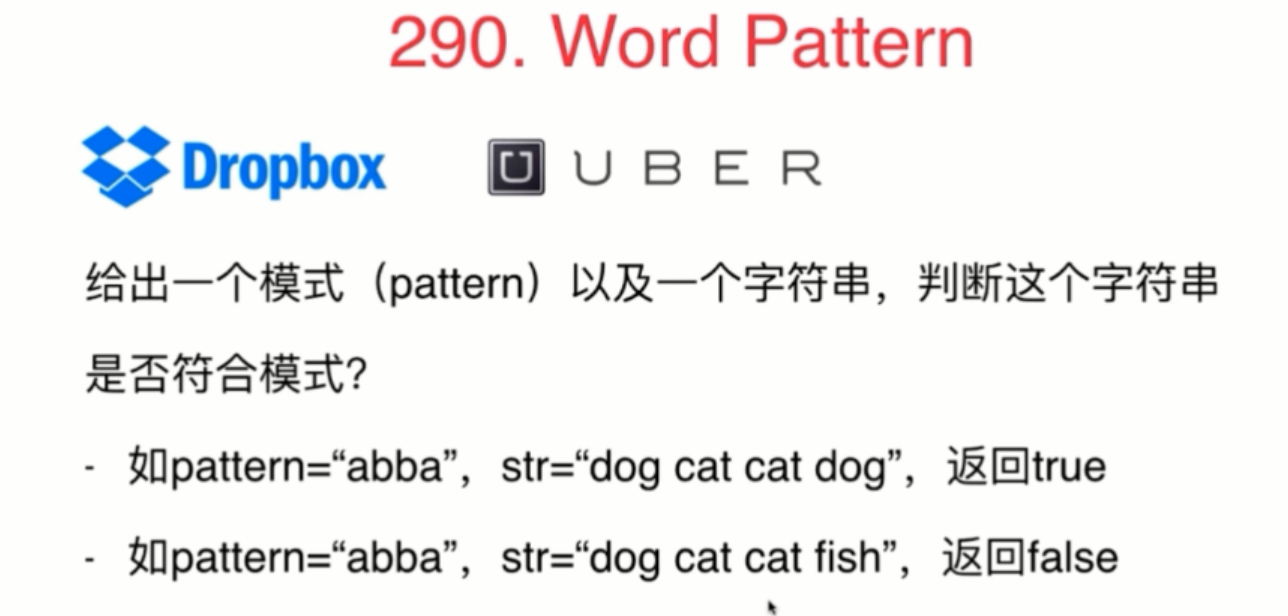 290. Word Pattern
Dropbox UBER
给出一个模式（pattern）以及一个字符串，判断这个字符串
是否符合模式？
- 如pattern=“abba”，str=“dog cat cat dog”，返回true
- 如pattern=“abba”，str=“dog cat cat fish”，返回false